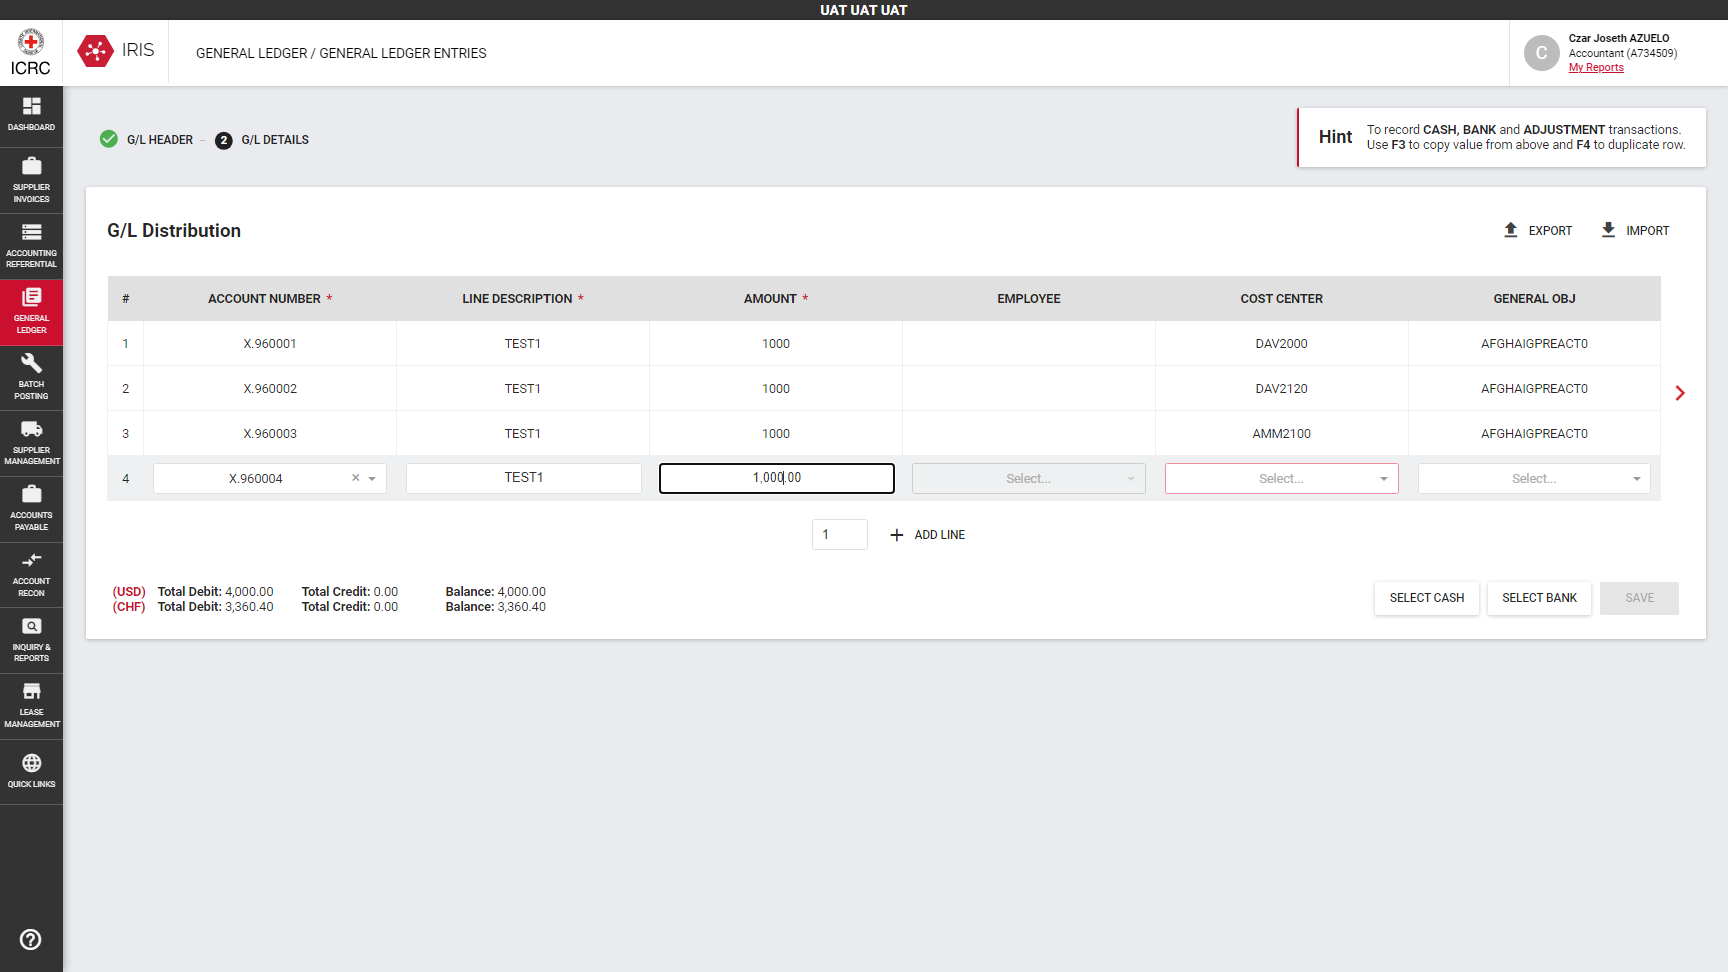 UAT UAT UAT
ICRC
IRIS
GENERAL LEDGER / GENERAL LEDGER ENTRIES
C
Czar Joseth AZUELO
Accountant (A734509)
My Reports
DASHBOARD
SUPPLIER
INVOICES
ACCOUNTING
REFERENTIAL
GENERAL
LEDGER
BATCH
POSTING
SUPPLIER
MANAGEMENT
ACCOUNTS
PAYABLE
ACCOUNT
RECON
INQUIRY &
REPORTS
LEASE
MANAGEMENT
QUICK LINKS
G/L HEADER – 2 G/L DETAILS
Hint
To record CASH, BANK and ADJUSTMENT transactions.
Use F3 to copy value from above and F4 to duplicate row.
G/L Distribution
EXPORT IMPORT
# ACCOUNT NUMBER * LINE DESCRIPTION * AMOUNT * EMPLOYEE COST CENTER GENERAL OBJ
1 X.960001 TEST1 1000 DAV2000 AFGHAIGPREACT0
2 X.960002 TEST1 1000 DAV2120 AFGHAIGPREACT0
3 X.960003 TEST1 1000 AMM2100 AFGHAIGPREACT0
4 X.960004 × TEST1 1,000.00 Select... Select... Select...
1 + ADD LINE
(USD) Total Debit: 4,000.00 Total Credit: 0.00 Balance: 4,000.00
(CHF) Total Debit: 3,360.40 Total Credit: 0.00 Balance: 3,360.40
SELECT CASH SELECT BANK SAVE